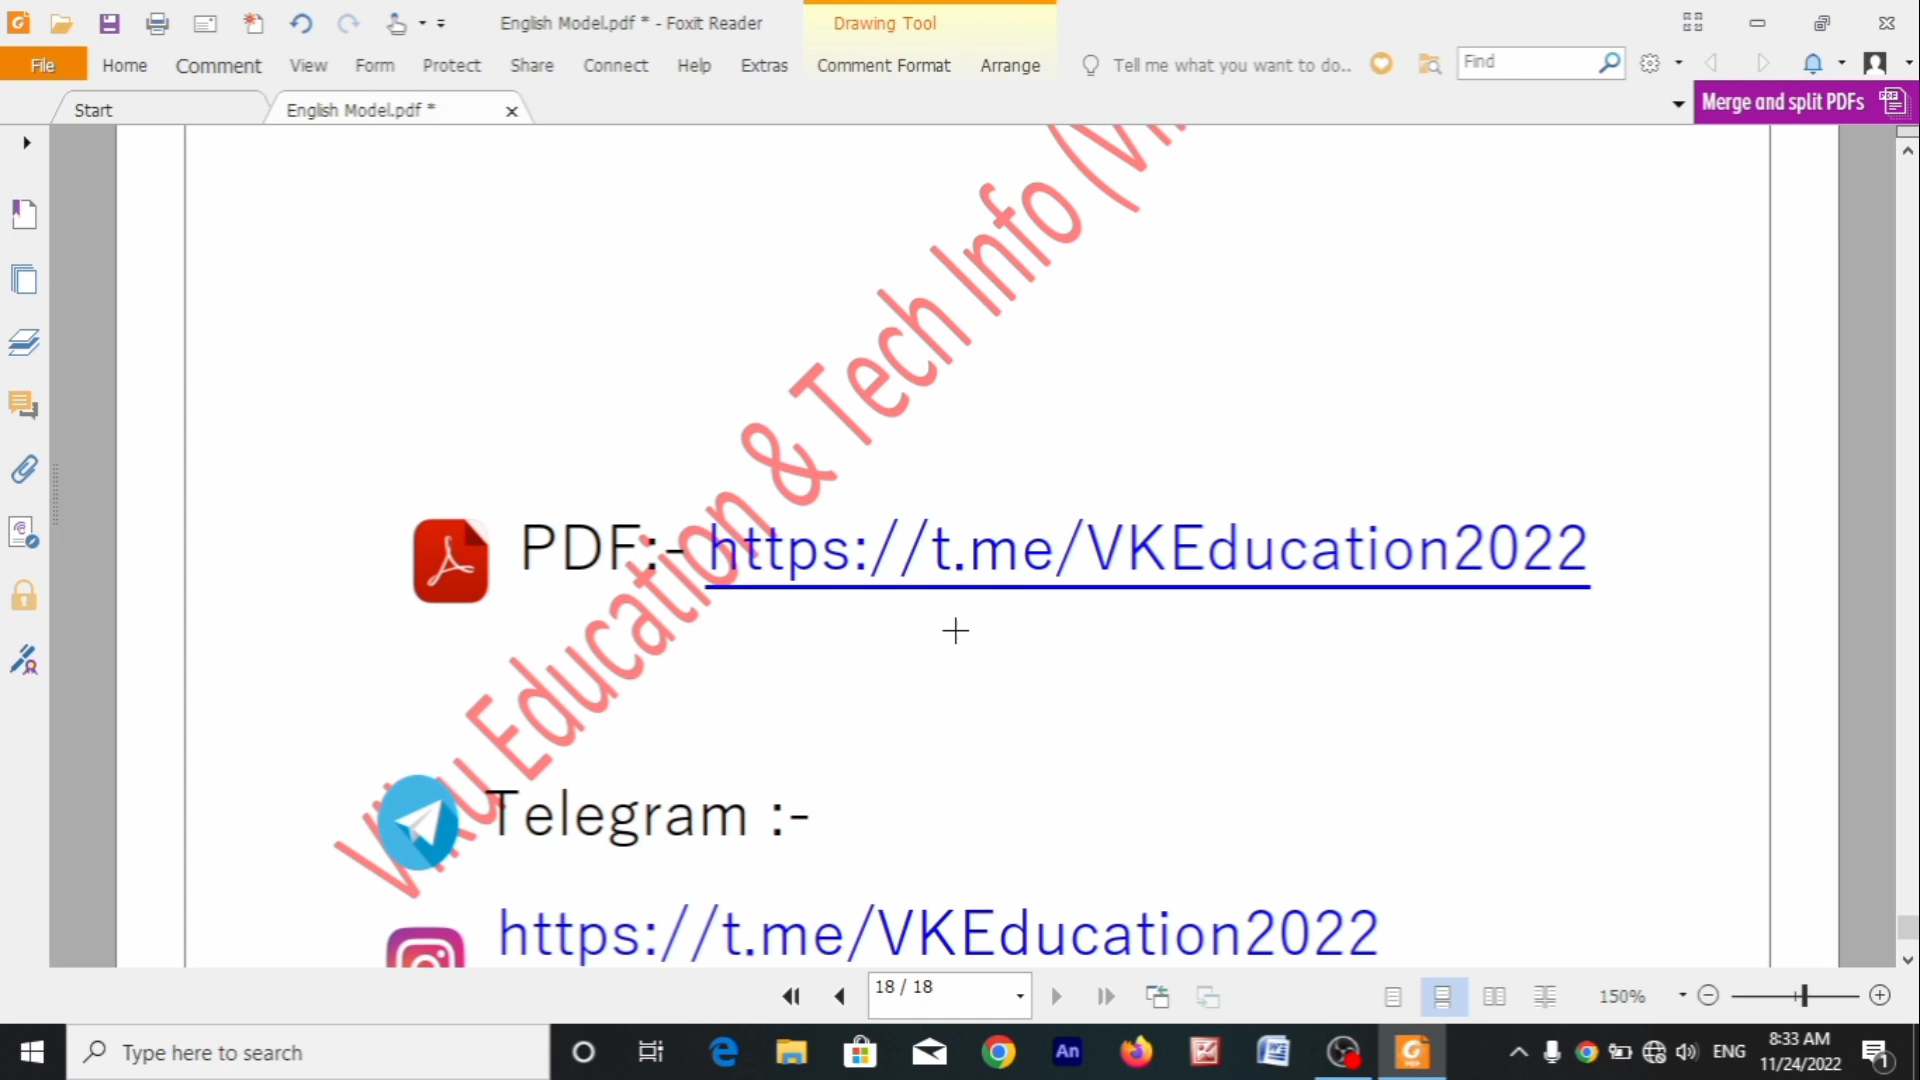 English Model.pdf * - Foxit Reader
Drawing Tool
File
Home
Comment
View
Form
Protect
Share
Connect
Help
Extras
Comment Format
Arrange
Tell me what you want to do..
Find
Start
English Model.pdf *
Merge and split PDFs
Education & Tech Info
PDF:- https://t.me/VKEducation2022
Telegram :-
https://t.me/VKEducation2022
18 / 18
150%
Type here to search
An
ENG
8:33 AM
11/24/2022
1